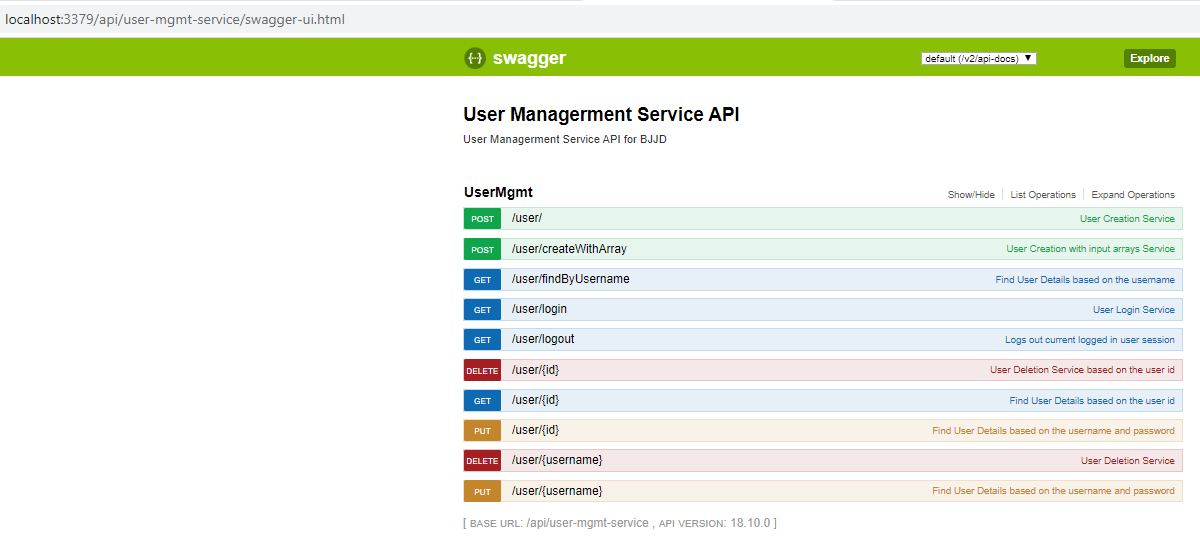 localhost:3379/api/user-mgmt-service/swagger-ui.html
{···} swagger default (/v2/api-docs) ▼ Explore
User Managerment Service API
User Managerment Service API for BJJD
UserMgmt Show/Hide List Operations Expand Operations
POST /user/ User Creation Service
POST /user/createWithArray User Creation with input arrays Service
GET /user/findByUsername Find User Details based on the username
GET /user/login User Login Service
GET /user/logout Logs out current logged in user session
DELETE /user/{id} User Deletion Service based on the user id
GET /user/{id} Find User Details based on the user id
PUT /user/{id} Find User Details based on the username and password
DELETE /user/{username} User Deletion Service
PUT /user/{username} Find User Details based on the username and password
[ BASE URL: /api/user-mgmt-service , API VERSION: 18.10.0 ]